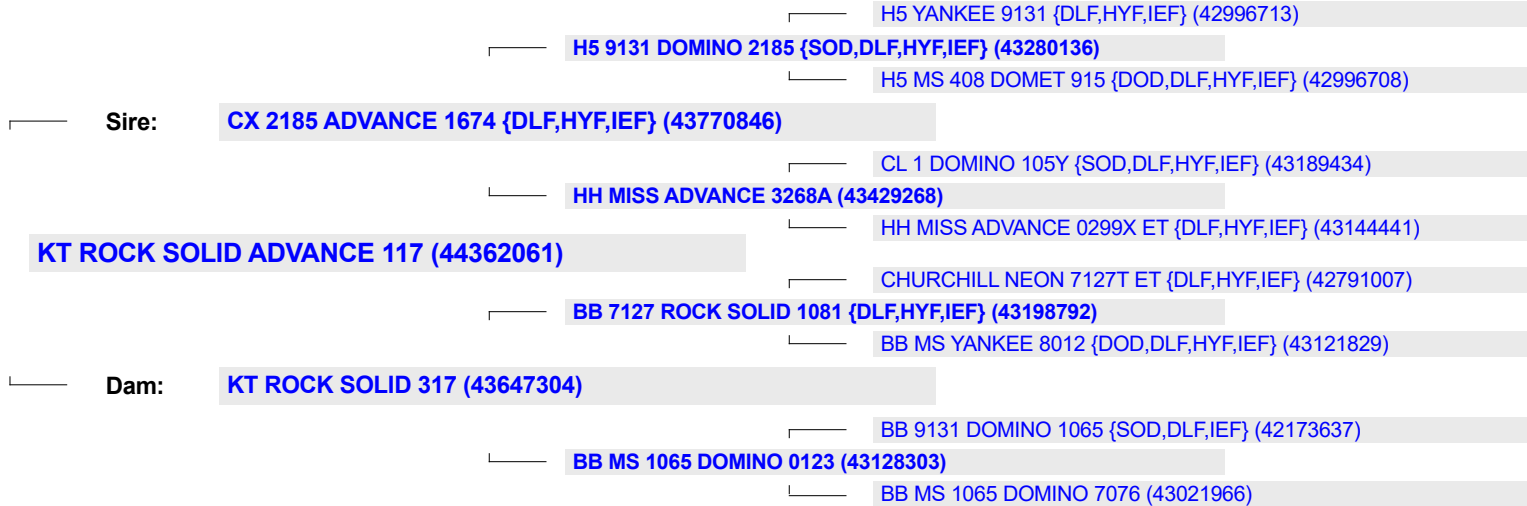 H5 YANKEE 9131 {DLF,HYF,IEF} (42996713)
H5 9131 DOMINO 2185 {SOD,DLF,HYF,IEF} (43280136)
H5 MS 408 DOMET 915 {DOD,DLF,HYF,IEF} (42996708)
Sire: CX 2185 ADVANCE 1674 {DLF,HYF,IEF} (43770846)
CL 1 DOMINO 105Y {SOD,DLF,HYF,IEF} (43189434)
HH MISS ADVANCE 3268A (43429268)
HH MISS ADVANCE 0299X ET {DLF,HYF,IEF} (43144441)
KT ROCK SOLID ADVANCE 117 (44362061)
CHURCHILL NEON 7127T ET {DLF,HYF,IEF} (42791007)
BB 7127 ROCK SOLID 1081 {DLF,HYF,IEF} (43198792)
BB MS YANKEE 8012 {DOD,DLF,HYF,IEF} (43121829)
Dam: KT ROCK SOLID 317 (43647304)
BB 9131 DOMINO 1065 {SOD,DLF,IEF} (42173637)
BB MS 1065 DOMINO 0123 (43128303)
BB MS 1065 DOMINO 7076 (43021966)